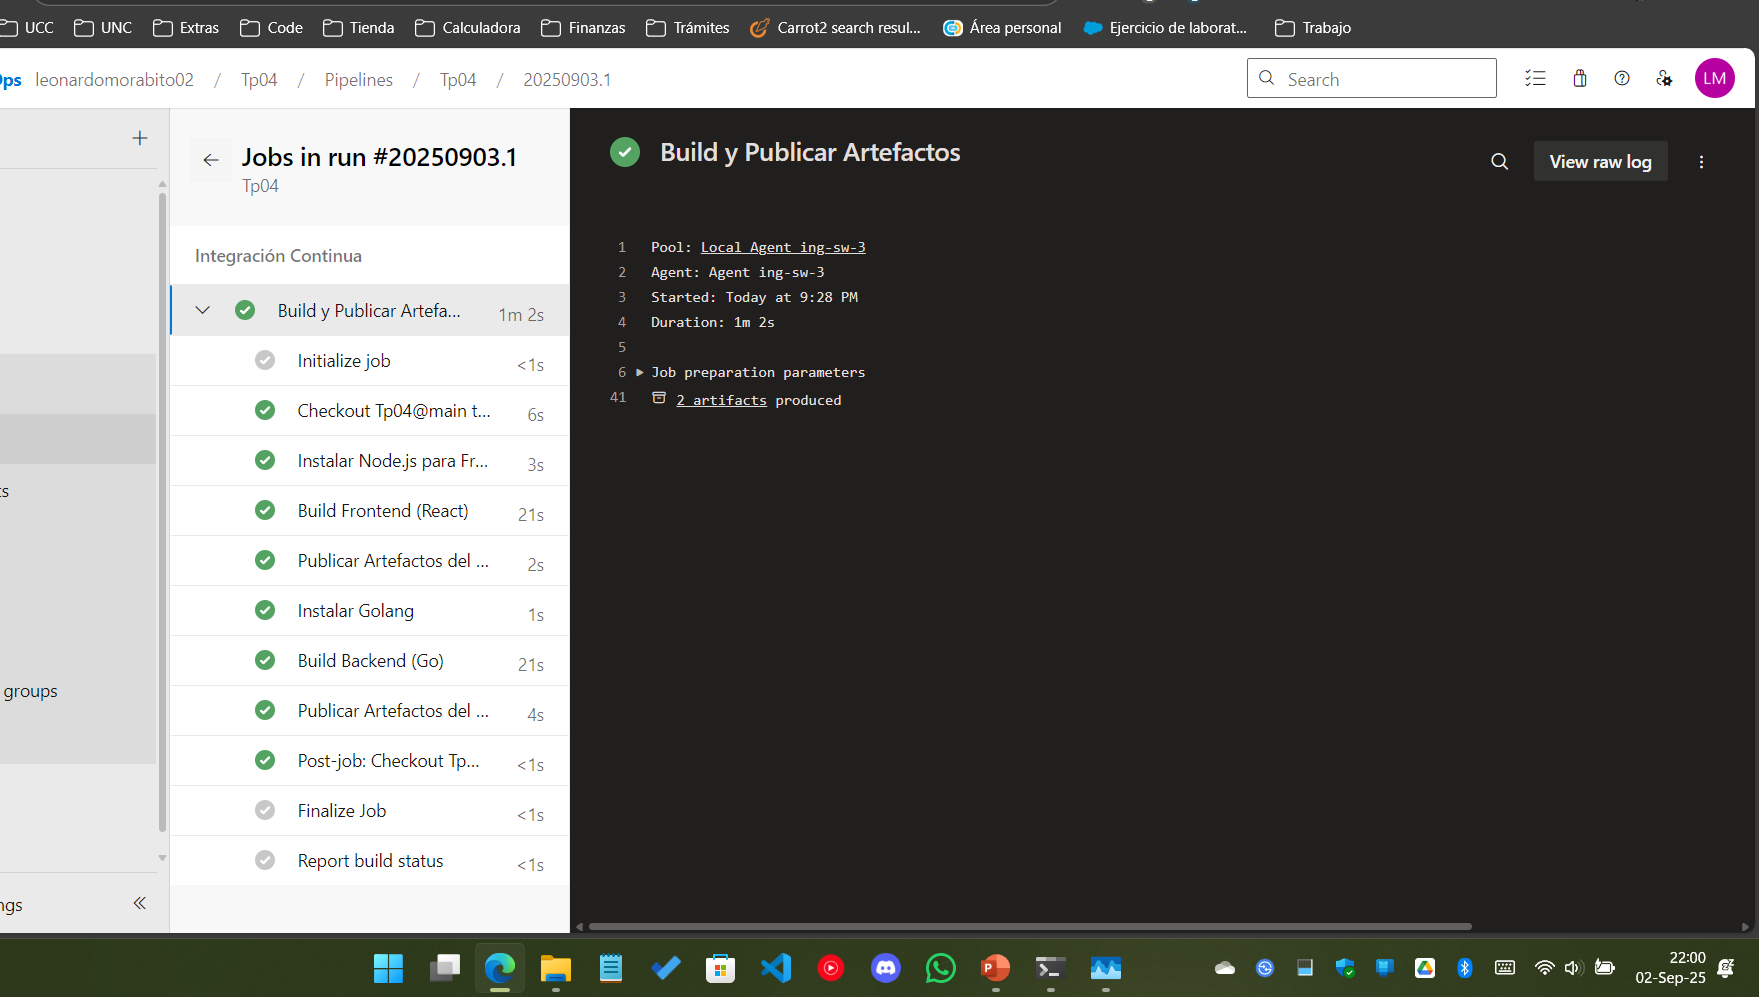 UCC UNC Extras Code Tienda Calculadora Finanzas Trámites Carrot2 search resul... Área personal Ejercicio de laborat... Trabajo
Ops leonardomorabito02 / Tp04 / Pipelines / Tp04 / 20250903.1 Search LM
Jobs in run #20250903.1
Tp04
Integración Continua
Build y Publicar Artefa... 1m 2s
Initialize job <1s
Checkout Tp04@main t... 6s
Instalar Node.js para Fr... 3s
Build Frontend (React) 21s
Publicar Artefactos del ... 2s
Instalar Golang 1s
Build Backend (Go) 21s
Publicar Artefactos del ... 4s
Post-job: Checkout Tp... <1s
Finalize Job <1s
Report build status <1s
groups
Build y Publicar Artefactos
View raw log
1 Pool: Local Agent ing-sw-3
2 Agent: Agent ing-sw-3
3 Started: Today at 9:28 PM
4 Duration: 1m 2s
5
6 Job preparation parameters
41 2 artifacts produced
22:00
02-Sep-25